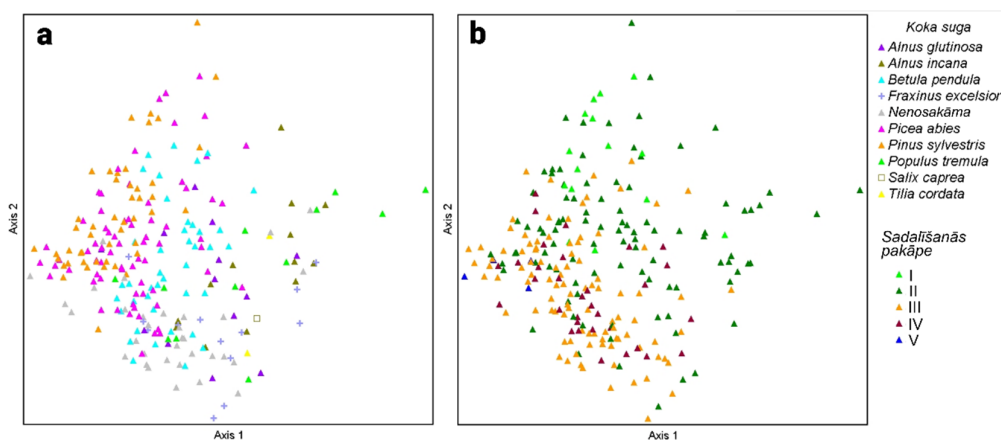 a
b
Axis 2
Axis 1
Axis 2
Axis 1
Koka suga
Alnus glutinosa
Alnus incana
Betula pendula
Fraxinus excelsior
Nenosakāma
Picea abies
Pinus sylvestris
Populus tremula
Salix caprea
Tilia cordata
Sadalīšanās
pakāpe
I
II
III
IV
V